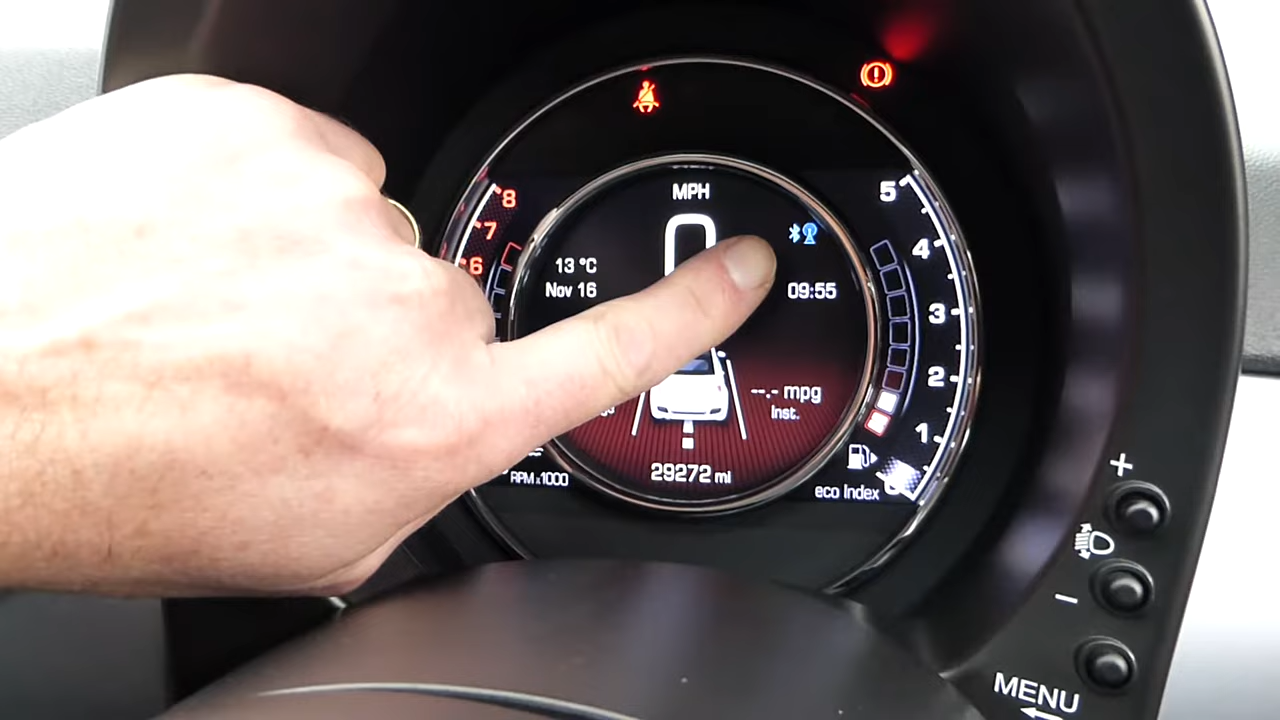 MPH
8
7
6
5
4
3
2
1
13 °C
Nov 16
09:55
--.- mpg
Inst.
29272 mi
RPM x1000
eco Index
+
−
MENU